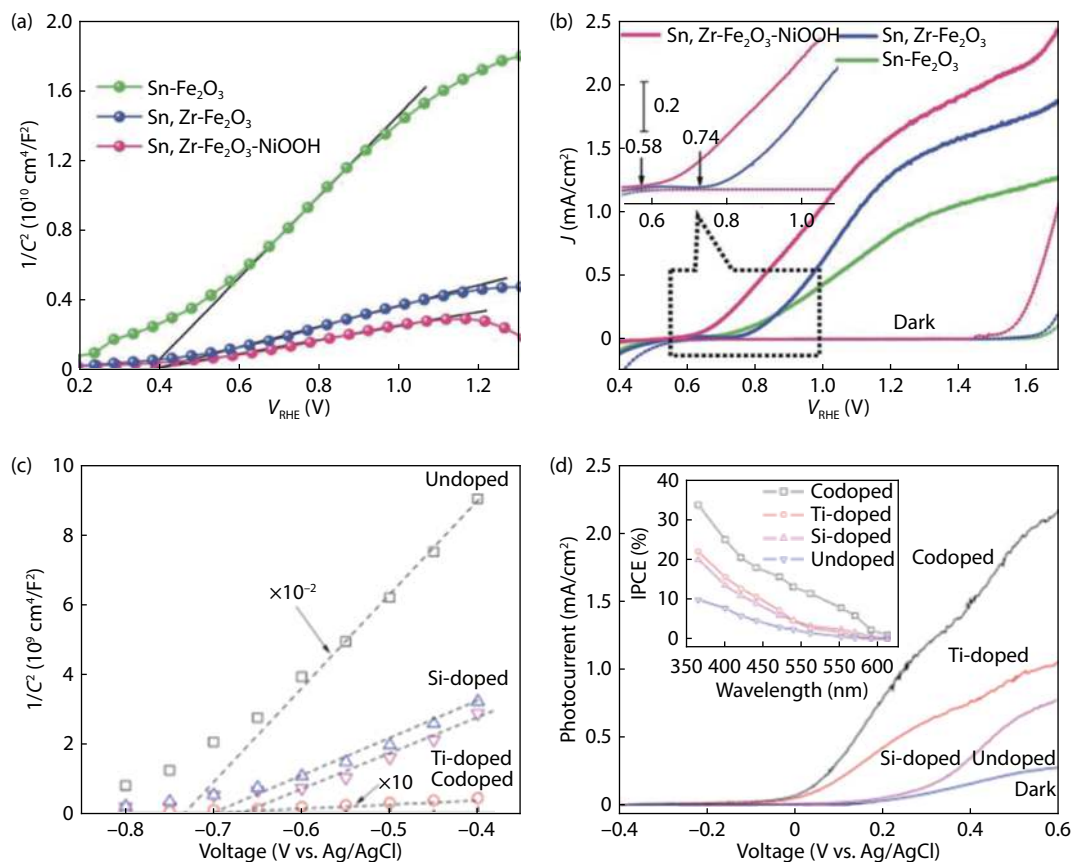 (a)
2.0
1.6
1.2
0.8
0.4
0
1/C² (10¹⁰ cm⁴/F²)
Sn-Fe₂O₃
Sn, Zr-Fe₂O₃
Sn, Zr-Fe₂O₃-NiOOH
0.2 0.4 0.6 0.8 1.0 1.2
V_RHE (V)
(b)
2.5
2.0
1.5
1.0
0.5
0
J (mA/cm²)
Sn, Zr-Fe₂O₃-NiOOH
Sn, Zr-Fe₂O₃
Sn-Fe₂O₃
0.2
0.58
0.74
0.6 0.8 1.0
Dark
0.4 0.6 0.8 1.0 1.2 1.4 1.6
V_RHE (V)
(c)
10
8
6
4
2
0
1/C² (10⁹ cm⁴/F²)
Undoped
×10⁻²
Si-doped
Ti-doped
Codoped
×10
−0.8 −0.7 −0.6 −0.5 −0.4
Voltage (V vs. Ag/AgCl)
(d)
2.5
2.0
1.5
1.0
0.5
0
Photocurrent (mA/cm²)
40
30
20
10
0
IPCE (%)
Codoped
Ti-doped
Si-doped
Undoped
350 400 450 512 550 600
Wavelength (nm)
Codoped
Ti-doped
Si-doped
Undoped
Dark
−0.4 −0.2 0 0.2 0.4 0.6
Voltage (V vs. Ag/AgCl)